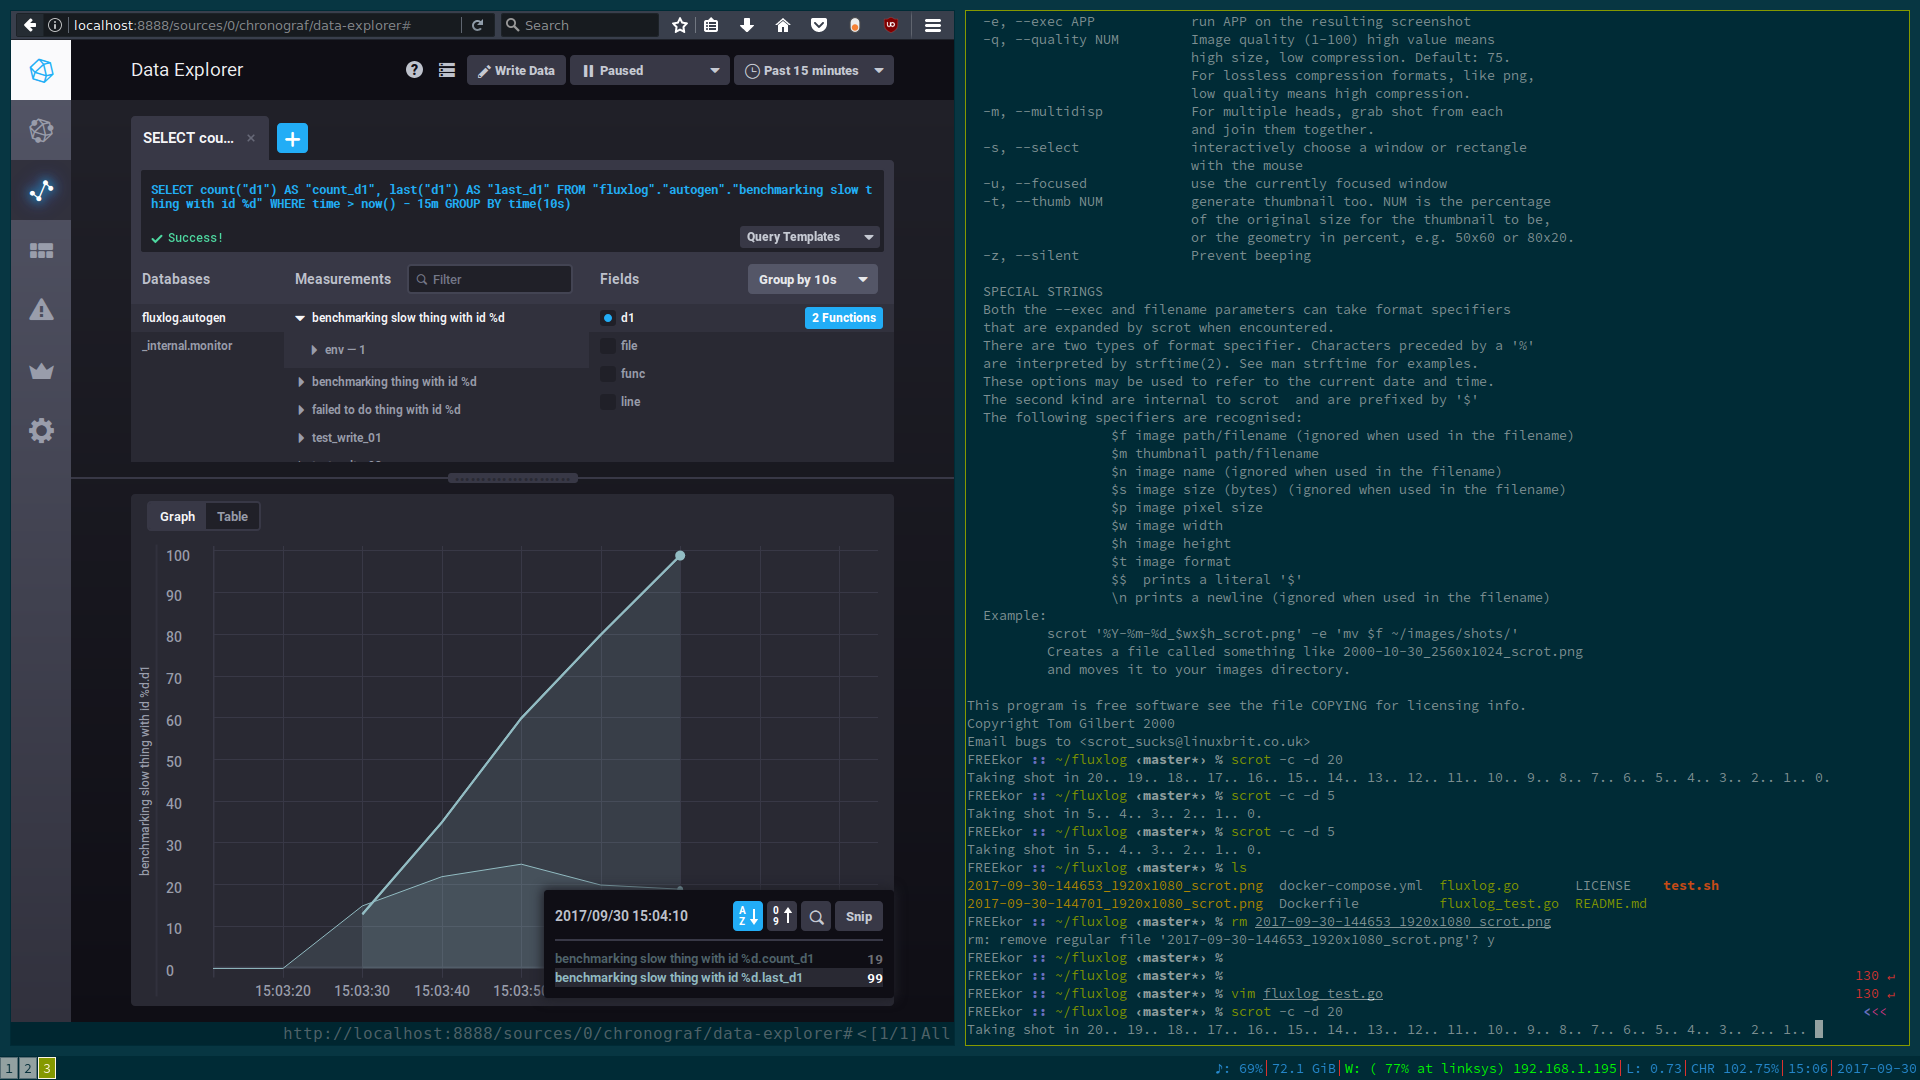 localhost:8888/sources/0/chronograf/data-explorer#
Search
Data Explorer
Write Data
Paused
Past 15 minutes
SELECT cou...
SELECT count("d1") AS "count_d1", last("d1") AS "last_d1" FROM "fluxlog"."autogen"."benchmarking slow t
hing with id %d" WHERE time > now() - 15m GROUP BY time(10s)
Success!
Query Templates
Databases
Measurements
Filter
Fields
Group by 10s
fluxlog.autogen
benchmarking slow thing with id %d
d1
2 Functions
_internal.monitor
env — 1
file
func
benchmarking thing with id %d
line
failed to do thing with id %d
test_write_01
Graph
Table
100
90
80
70
60
50
40
30
20
10
0
benchmarking slow thing with id %d.d1
15:03:20
15:03:30
15:03:40
15:03:50
2017/09/30 15:04:10
A
Z
0
9
Snip
benchmarking slow thing with id %d.count_d1 19
benchmarking slow thing with id %d.last_d1 99
http://localhost:8888/sources/0/chronograf/data-explorer# <[1/1]All
-e, --exec APP run APP on the resulting screenshot
-q, --quality NUM Image quality (1-100) high value means
high size, low compression. Default: 75.
For lossless compression formats, like png,
low quality means high compression.
-m, --multidisp For multiple heads, grab shot from each
and join them together.
-s, --select interactively choose a window or rectangle
with the mouse
-u, --focused use the currently focused window
-t, --thumb NUM generate thumbnail too. NUM is the percentage
of the original size for the thumbnail to be,
or the geometry in percent, e.g. 50x60 or 80x20.
-z, --silent Prevent beeping
SPECIAL STRINGS
Both the --exec and filename parameters can take format specifiers
that are expanded by scrot when encountered.
There are two types of format specifier. Characters preceded by a '%'
are interpreted by strftime(2). See man strftime for examples.
These options may be used to refer to the current date and time.
The second kind are internal to scrot  and are prefixed by '$'
The following specifiers are recognised:
$f image path/filename (ignored when used in the filename)
$m thumbnail path/filename
$n image name (ignored when used in the filename)
$s image size (bytes) (ignored when used in the filename)
$p image pixel size
$w image width
$h image height
$t image format
$$  prints a literal '$'
\n prints a newline (ignored when used in the filename)
Example:
scrot '%Y-%m-%d_$wx$h_scrot.png' -e 'mv $f ~/images/shots/'
Creates a file called something like 2000-10-30_2560x1024_scrot.png
and moves it to your images directory.
This program is free software see the file COPYING for licensing info.
Copyright Tom Gilbert 2000
Email bugs to <scrot_sucks@linuxbrit.co.uk>
FREEkor :: ~/fluxlog ‹master*› % scrot -c -d 20
Taking shot in 20.. 19.. 18.. 17.. 16.. 15.. 14.. 13.. 12.. 11.. 10.. 9.. 8.. 7.. 6.. 5.. 4.. 3.. 2.. 1.. 0.
FREEkor :: ~/fluxlog ‹master*› % scrot -c -d 5
Taking shot in 5.. 4.. 3.. 2.. 1.. 0.
FREEkor :: ~/fluxlog ‹master*› % scrot -c -d 5
Taking shot in 5.. 4.. 3.. 2.. 1.. 0.
FREEkor :: ~/fluxlog ‹master*› % ls
2017-09-30-144653_1920x1080_scrot.png docker-compose.yml fluxlog.go LICENSE test.sh
2017-09-30-144701_1920x1080_scrot.png Dockerfile fluxlog_test.go README.md
FREEkor :: ~/fluxlog ‹master*› % rm 2017-09-30-144653_1920x1080_scrot.png
rm: remove regular file '2017-09-30-144653_1920x1080_scrot.png'? y
FREEkor :: ~/fluxlog ‹master*› %
FREEkor :: ~/fluxlog ‹master*› % 130 ↵
FREEkor :: ~/fluxlog ‹master*› % vim fluxlog_test.go 130 ↵
FREEkor :: ~/fluxlog ‹master*› % scrot -c -d 20 <<<
Taking shot in 20.. 19.. 18.. 17.. 16.. 15.. 14.. 13.. 12.. 11.. 10.. 9.. 8.. 7.. 6.. 5.. 4.. 3.. 2.. 1..
1 2 3
♪: 69%|72.1 GiB|W: ( 77% at linksys) 192.168.1.195|L: 0.73|CHR 102.75%|15:06|2017-09-30